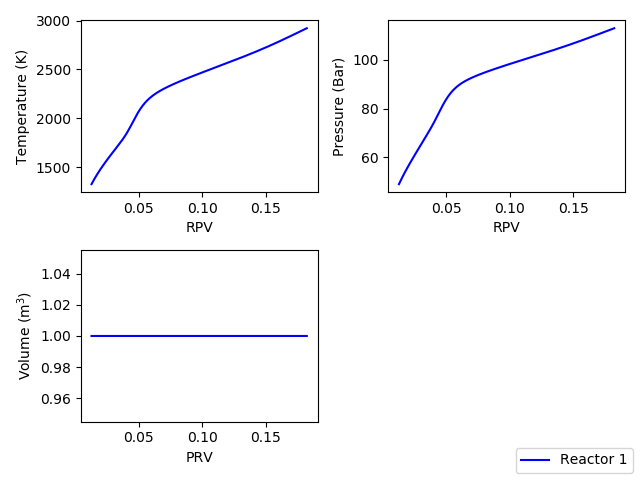 3000
2500
2000
1500
Temperature (K)
0.05 0.10 0.15
RPV
100
80
60
Pressure (Bar)
0.05 0.10 0.15
RPV
1.04
1.02
1.00
0.98
0.96
Volume (m³)
0.05 0.10 0.15
PRV
Reactor 1